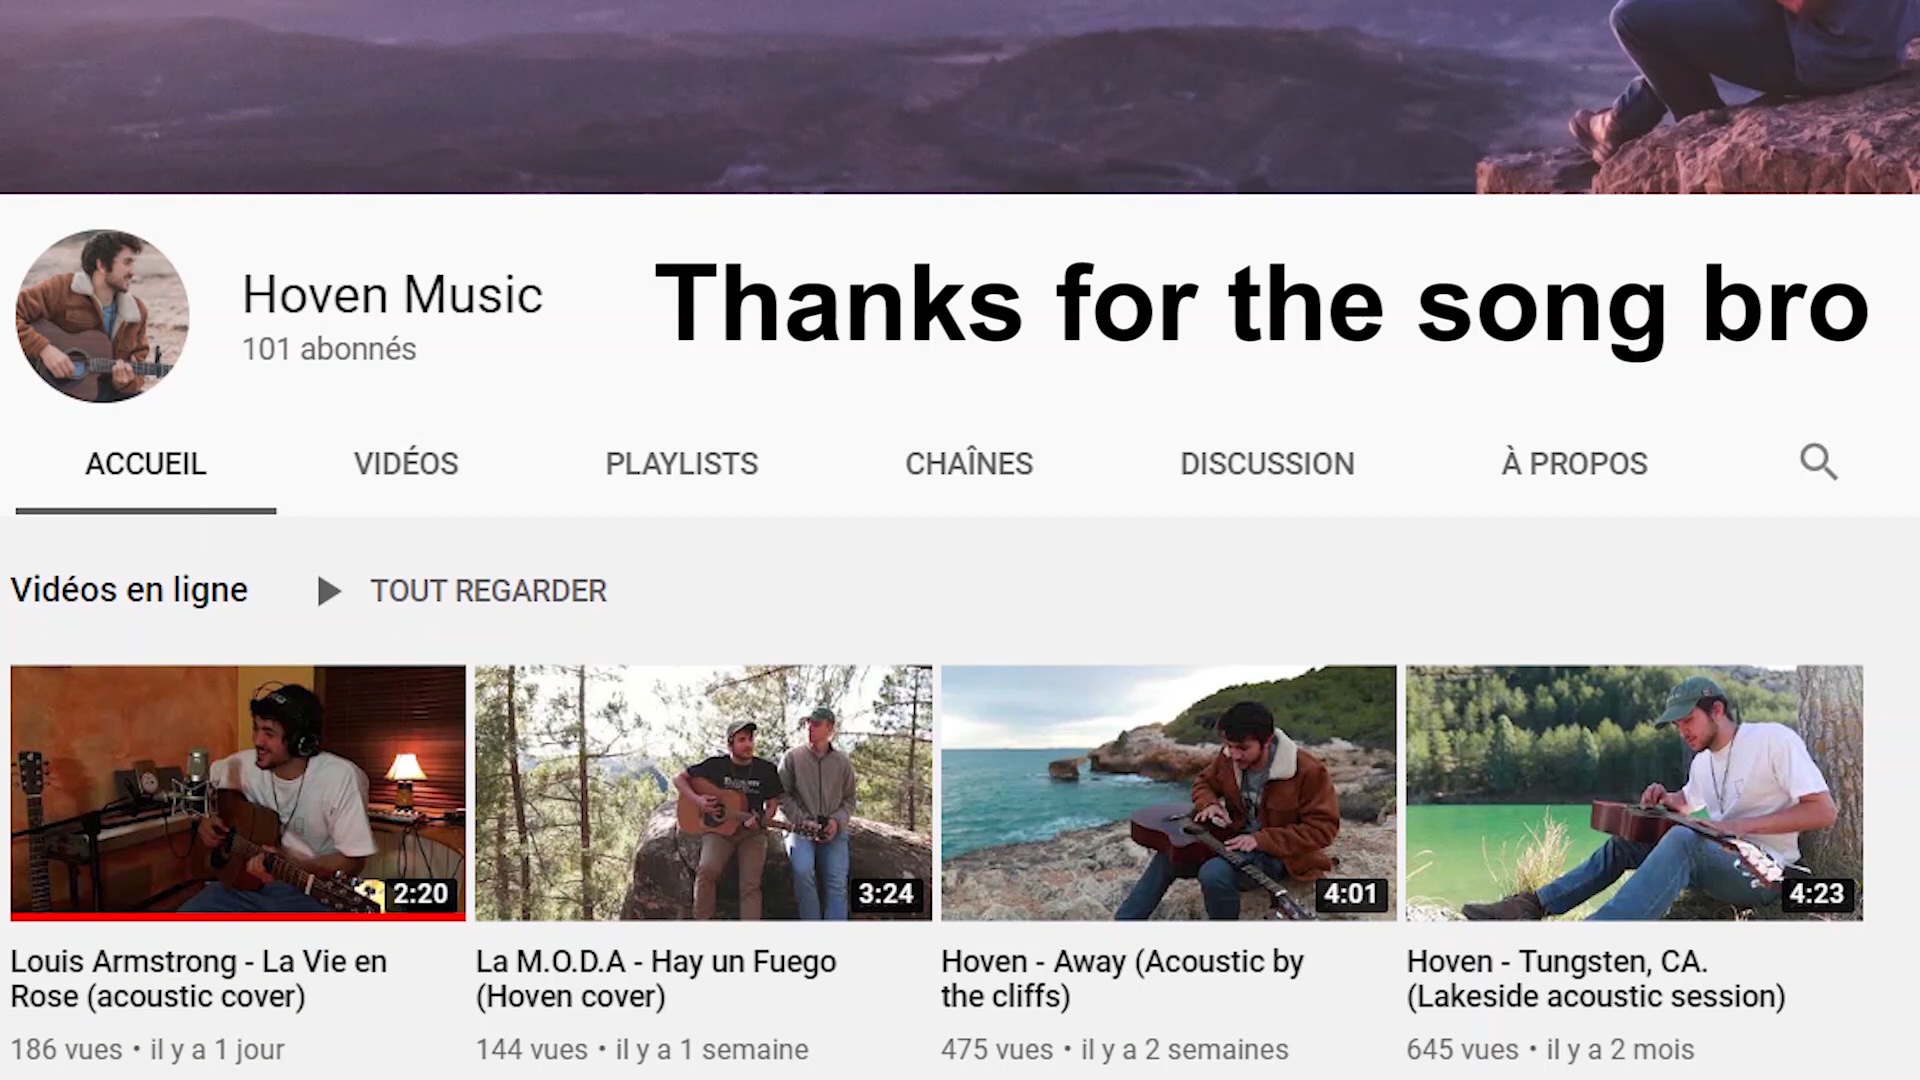 Hoven Music
101 abonnés
Thanks for the song bro
ACCUEIL VIDÉOS PLAYLISTS CHAÎNES DISCUSSION À PROPOS
Vidéos en ligne TOUT REGARDER
2:20 3:24 4:01 4:23
Louis Armstrong - La Vie en
Rose (acoustic cover)
186 vues • il y a 1 jour
La M.O.D.A - Hay un Fuego
(Hoven cover)
144 vues • il y a 1 semaine
Hoven - Away (Acoustic by
the cliffs)
475 vues • il y a 2 semaines
Hoven - Tungsten, CA.
(Lakeside acoustic session)
645 vues • il y a 2 mois